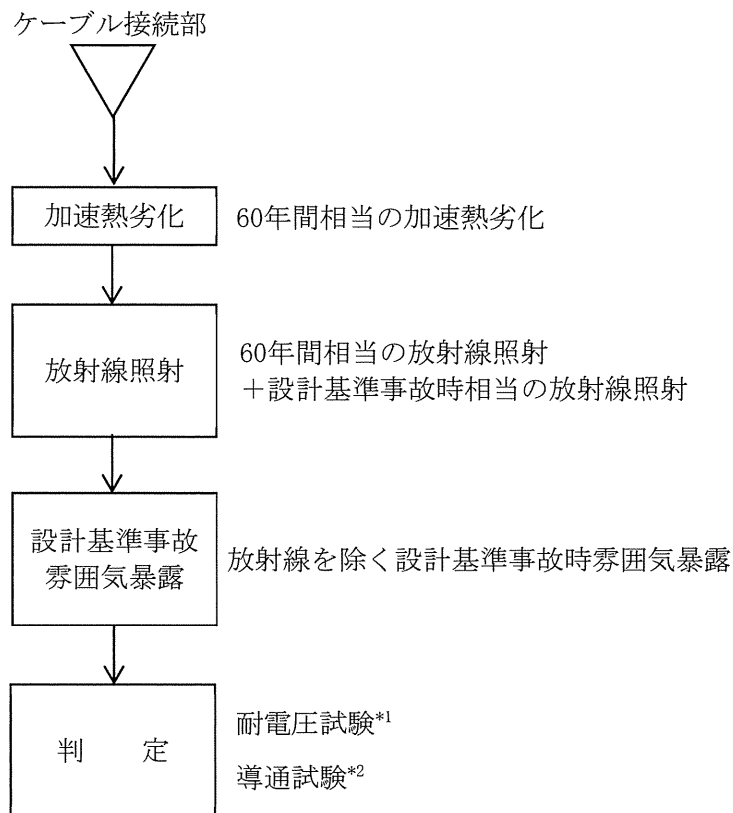 ケーブル接続部
加速熱劣化
60年間相当の加速熱劣化
放射線照射
60年間相当の放射線照射
+設計基準事故時相当の放射線照射
設計基準事故
雰囲気暴露
放射線を除く設計基準事故時雰囲気暴露
判 定
耐電圧試験*1
導通試験*2